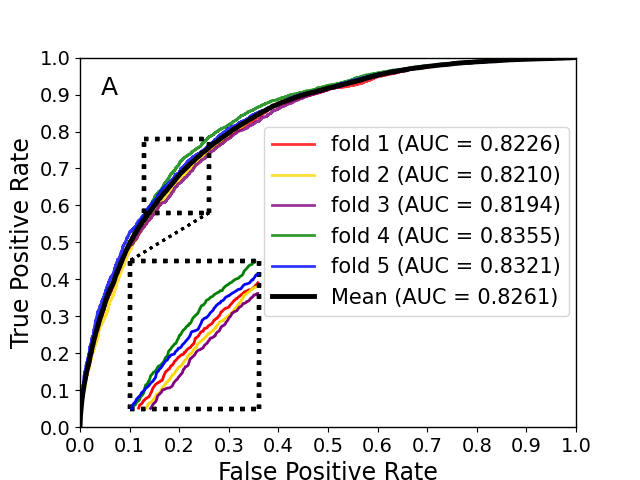 A
True Positive Rate
1.0
0.9
0.8
0.7
0.6
0.5
0.4
0.3
0.2
0.1
0.0
fold 1 (AUC = 0.8226)
fold 2 (AUC = 0.8210)
fold 3 (AUC = 0.8194)
fold 4 (AUC = 0.8355)
fold 5 (AUC = 0.8321)
Mean (AUC = 0.8261)
0.0 0.1 0.2 0.3 0.4 0.5 0.6 0.7 0.8 0.9 1.0
False Positive Rate